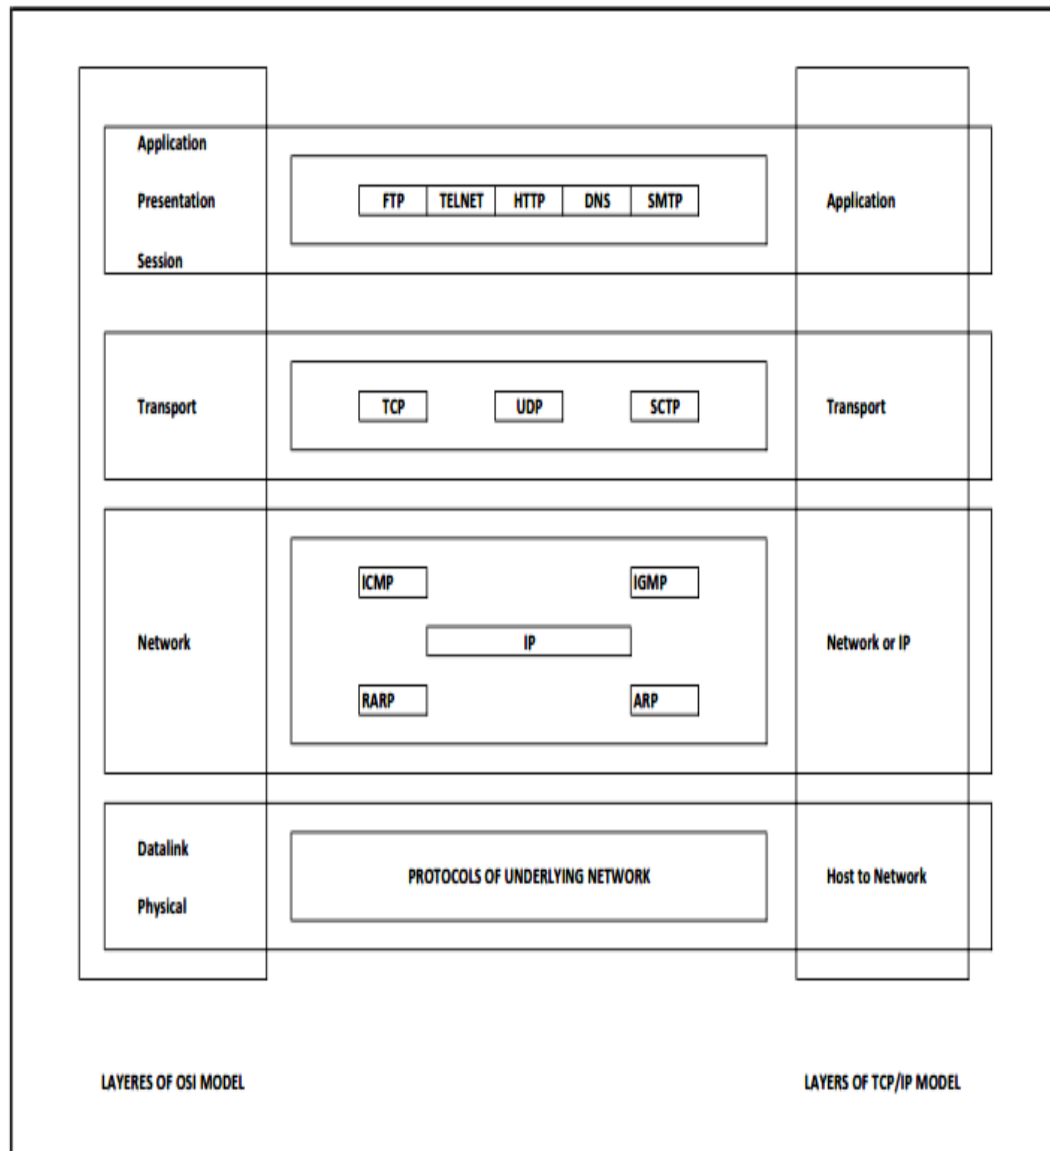 Application
Presentation
FTP TELNET HTTP DNS SMTP
Application
Session
Transport
TCP UDP SCTP
Transport
ICMP IGMP
Network
IP
Network or IP
RARP ARP
Datalink
PROTOCOLS OF UNDERLYING NETWORK
Host to Network
Physical
LAYERES OF OSI MODEL
LAYERS OF TCP/IP MODEL